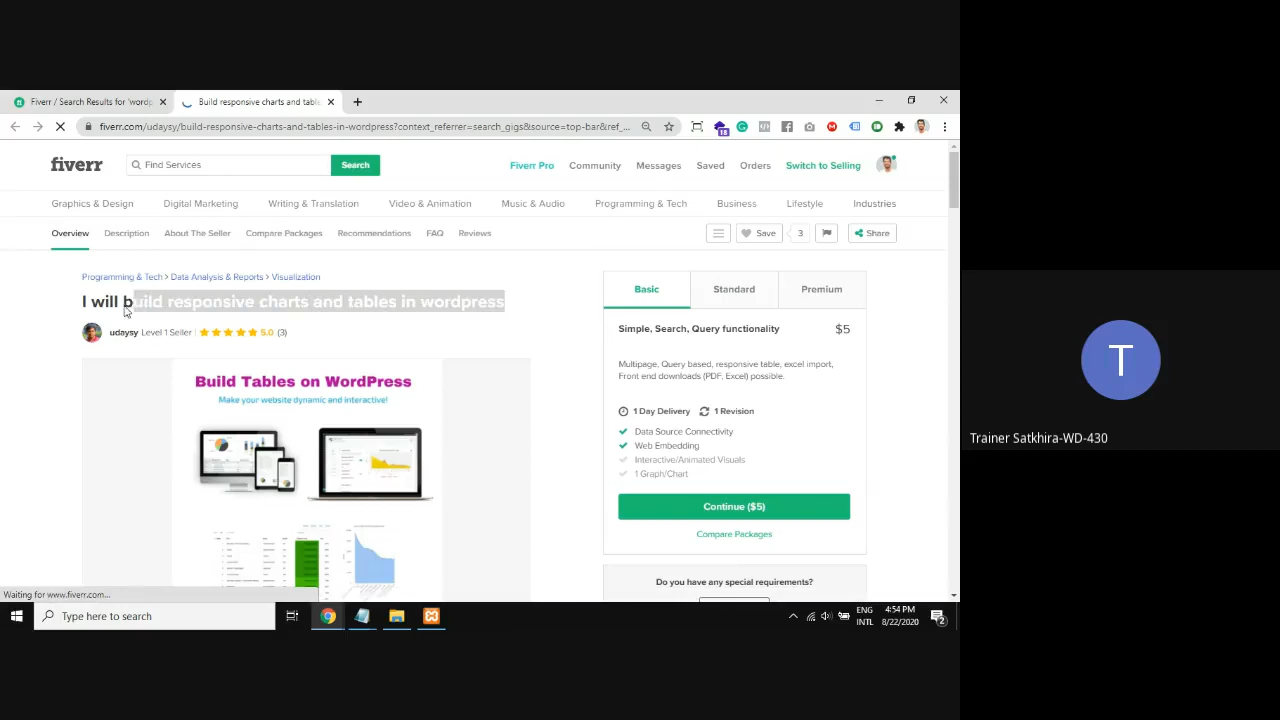 Fiverr / Search Results for 'wordp
Build responsive charts and table
fiverr.com/udaysy/build-responsive-charts-and-tables-in-wordpress?context_referrer=search_gigs&source=top-bar&ref_...
18
fiverr
Find Services
Search
Fiverr Pro
Community
Messages
Saved
Orders
Switch to Selling
Graphics & Design
Digital Marketing
Writing & Translation
Video & Animation
Music & Audio
Programming & Tech
Business
Lifestyle
Industries
Overview
Description
About The Seller
Compare Packages
Recommendations
FAQ
Reviews
Save
3
Share
Programming & Tech > Data Analysis & Reports > Visualization
I will build responsive charts and tables in wordpress
udaysy Level 1 Seller 5.0 (3)
Build Tables on WordPress
Make your website dynamic and interactive!
Basic
Standard
Premium
Simple, Search, Query functionality $5
Multipage, Query based, responsive table, excel import,
Front end downloads (PDF, Excel) possible.
1 Day Delivery 1 Revision
Data Source Connectivity
Web Embedding
Interactive/Animated Visuals
1 Graph/Chart
Continue ($5)
Compare Packages
Do you have any special requirements?
Waiting for www.fiverr.com...
Type here to search
ENG
INTL
4:54 PM
8/22/2020
2
T
Trainer Satkhira-WD-430